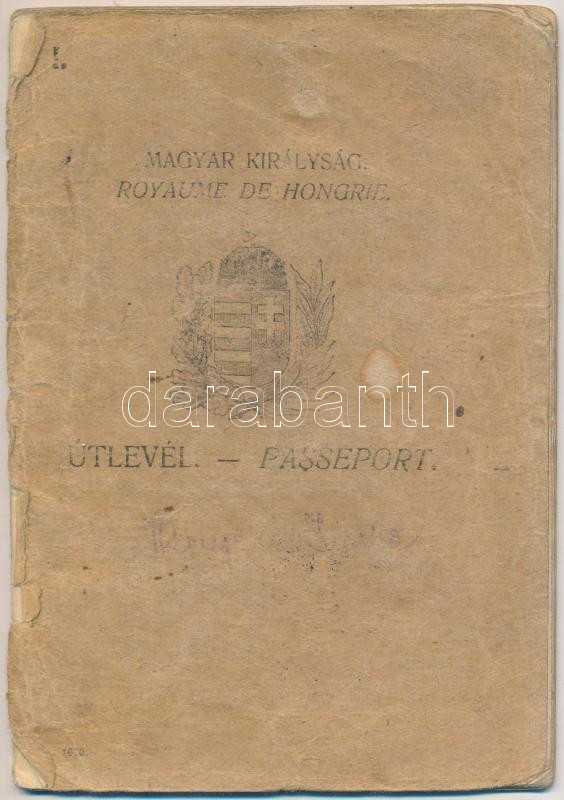 I.
MAGYAR KIRÁLYSÁG.
ROYAUME DE HONGRIE.
darabanth
ÚTLEVÉL. — PASSEPORT.